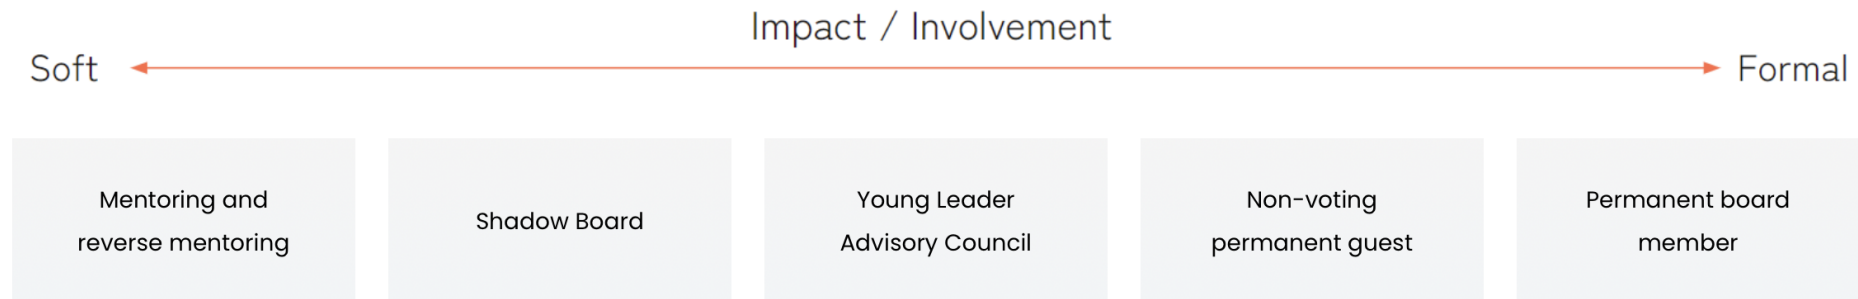 Impact / Involvement
Soft
Formal
Mentoring and
reverse mentoring
Shadow Board
Young Leader
Advisory Council
Non-voting
permanent guest
Permanent board
member